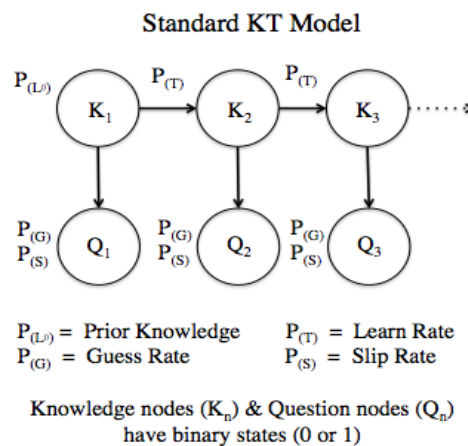 Standard KT Model
P(L⁰) P(T) P(T)
K₁ K₂ K₃
P(G) P(G) P(G)
P(S) Q₁ P(S) Q₂ P(S) Q₃
P(L⁰) = Prior Knowledge P(T) = Learn Rate
P(G) = Guess Rate P(S) = Slip Rate
Knowledge nodes (Kₙ) & Question nodes (Qₙ)
have binary states (0 or 1)